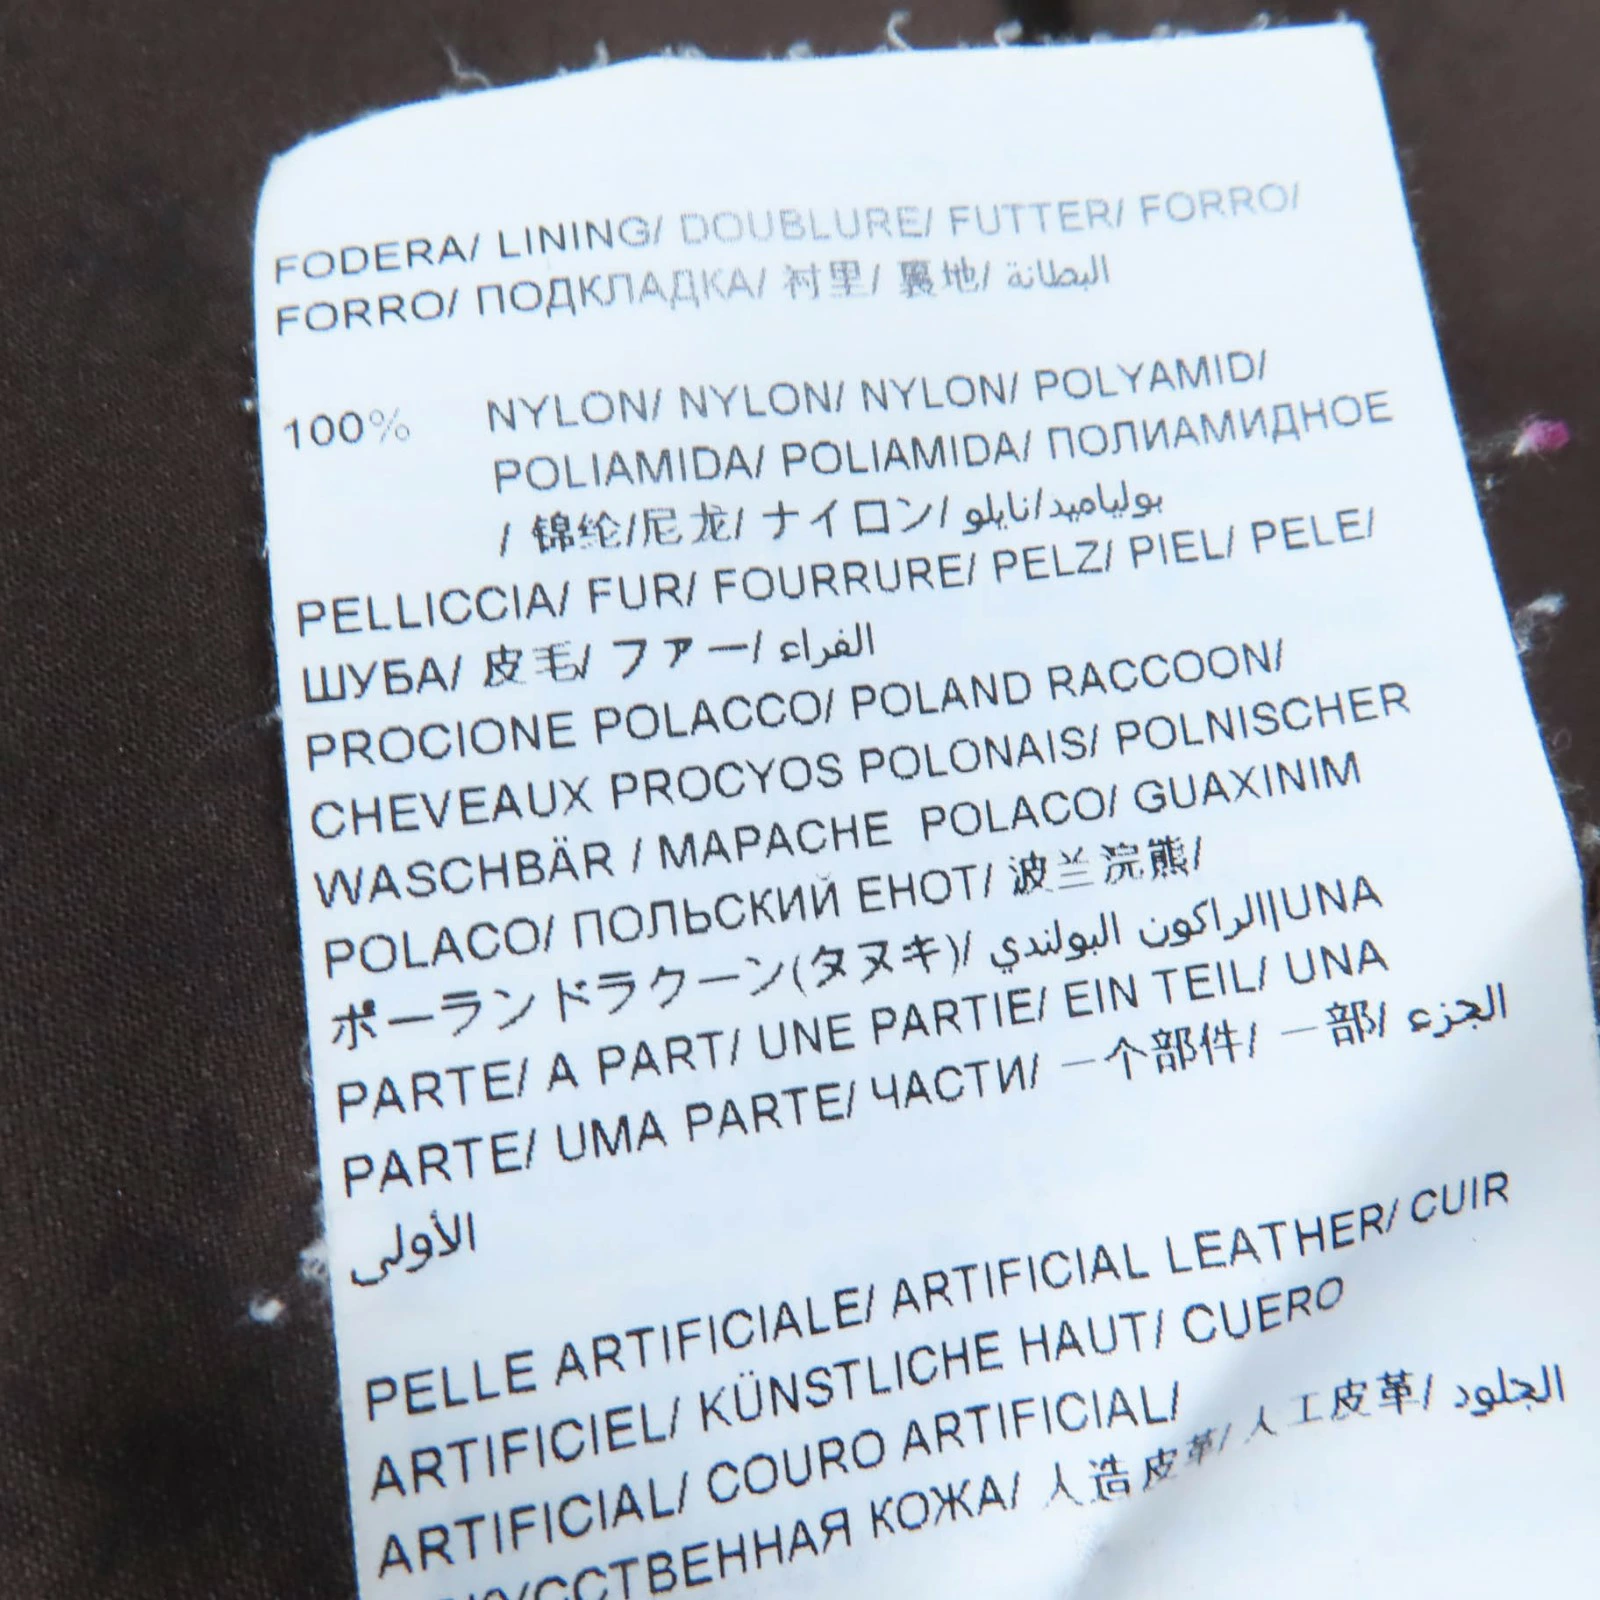 FODERA/ LINING/ DOUBLURE/ FUTTER/ FORRO/
FORRO/ ПОДКЛАДКА/ 衬里/ 裏地/ البطانة
100% NYLON/ NYLON/ NYLON/ POLYAMID/
POLIAMIDA/ POLIAMIDA/ ПОЛИАМИДНОЕ
/ 锦纶/尼龙/ ナイロン/ بولياميد/نايلو
PELLICCIA/ FUR/ FOURRURE/ PELZ/ PIEL/ PELE/
ШУБА/ 皮毛/ ファー/ الفراء
PROCIONE POLACCO/ POLAND RACCOON/
CHEVEAUX PROCYOS POLONAIS/ POLNISCHER
WASCHBÄR / MAPACHE POLACO/ GUAXINIM
POLACO/ ПОЛЬСКИЙ ЕНОТ/ 波兰浣熊/
ポーランドラクーン(タヌキ)/ الراكون البولندي|UNA
PARTE/ A PART/ UNE PARTIE/ EIN TEIL/ UNA
PARTE/ UMA PARTE/ ЧАСТИ/ 一个部件/ 一部/ الجزء
الأولى
PELLE ARTIFICIALE/ ARTIFICIAL LEATHER/ CUIR
ARTIFICIEL/ KÜNSTLICHE HAUT/ CUERO
ARTIFICIAL/ COURO ARTIFICIAL/
КОЖА/ 人造皮革/ 人工皮革/ الجلود